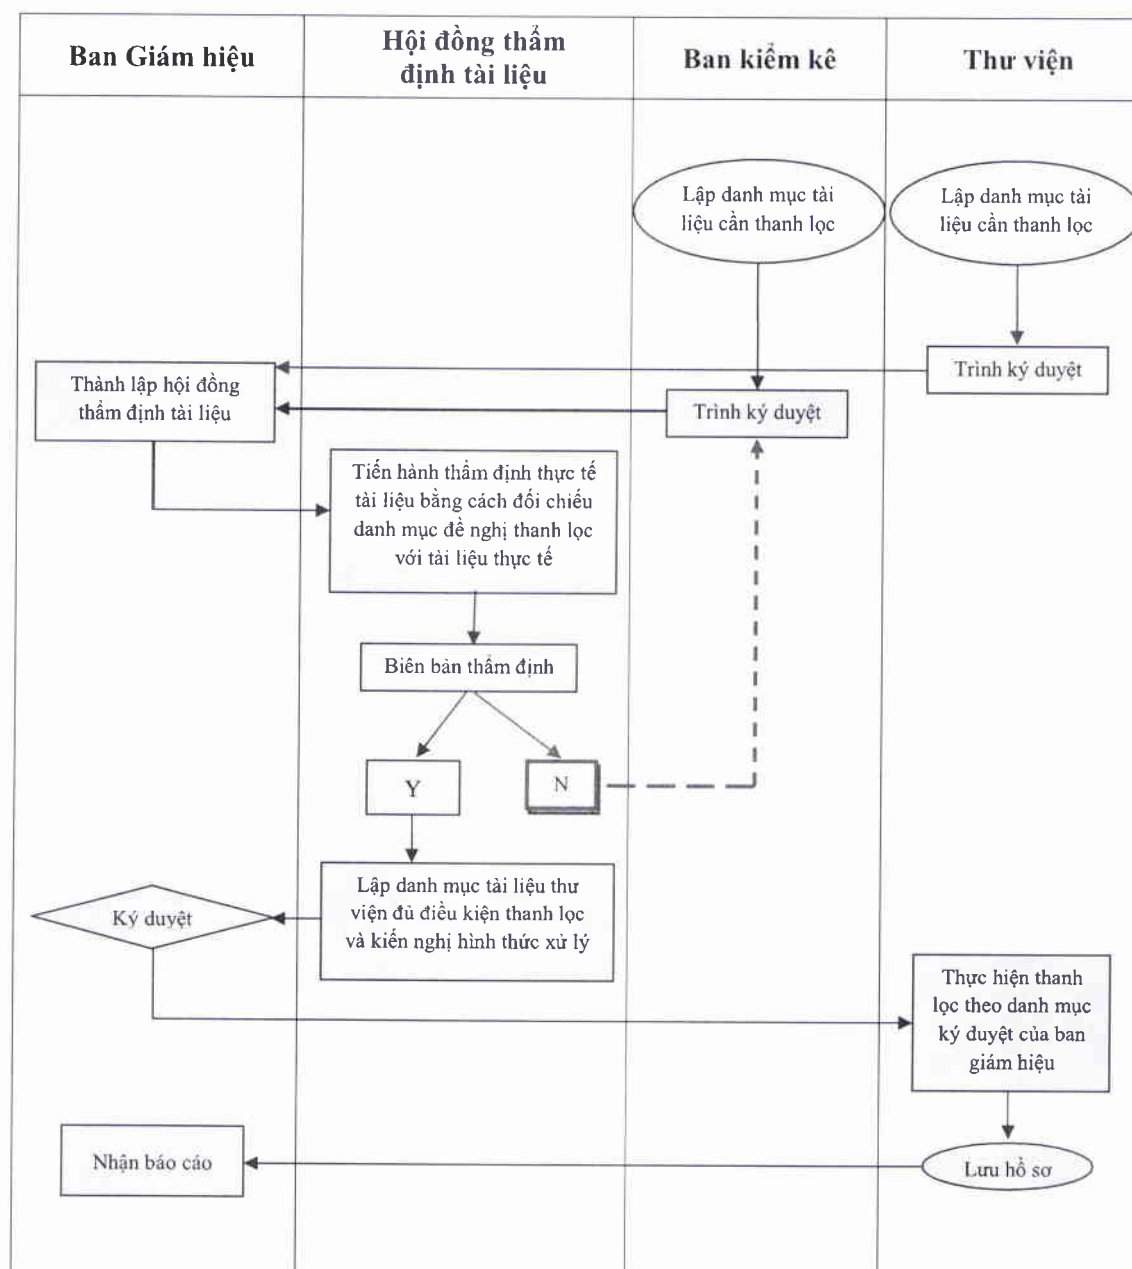 Ban Giám hiệu
Hội đồng thẩm
định tài liệu
Ban kiểm kê
Thư viện
Lập danh mục tài
liệu cần thanh lọc
Lập danh mục tài
liệu cần thanh lọc
Trình ký duyệt
Thành lập hội đồng
thẩm định tài liệu
Trình ký duyệt
Tiến hành thẩm định thực tế
tài liệu bằng cách đối chiếu
danh mục đề nghị thanh lọc
với tài liệu thực tế
Biên bản thẩm định
Y
N
Lập danh mục tài liệu thư
viện đủ điều kiện thanh lọc
và kiến nghị hình thức xử lý
Ký duyệt
Thực hiện thanh
lọc theo danh mục
ký duyệt của ban
giám hiệu
Nhận báo cáo
Lưu hồ sơ